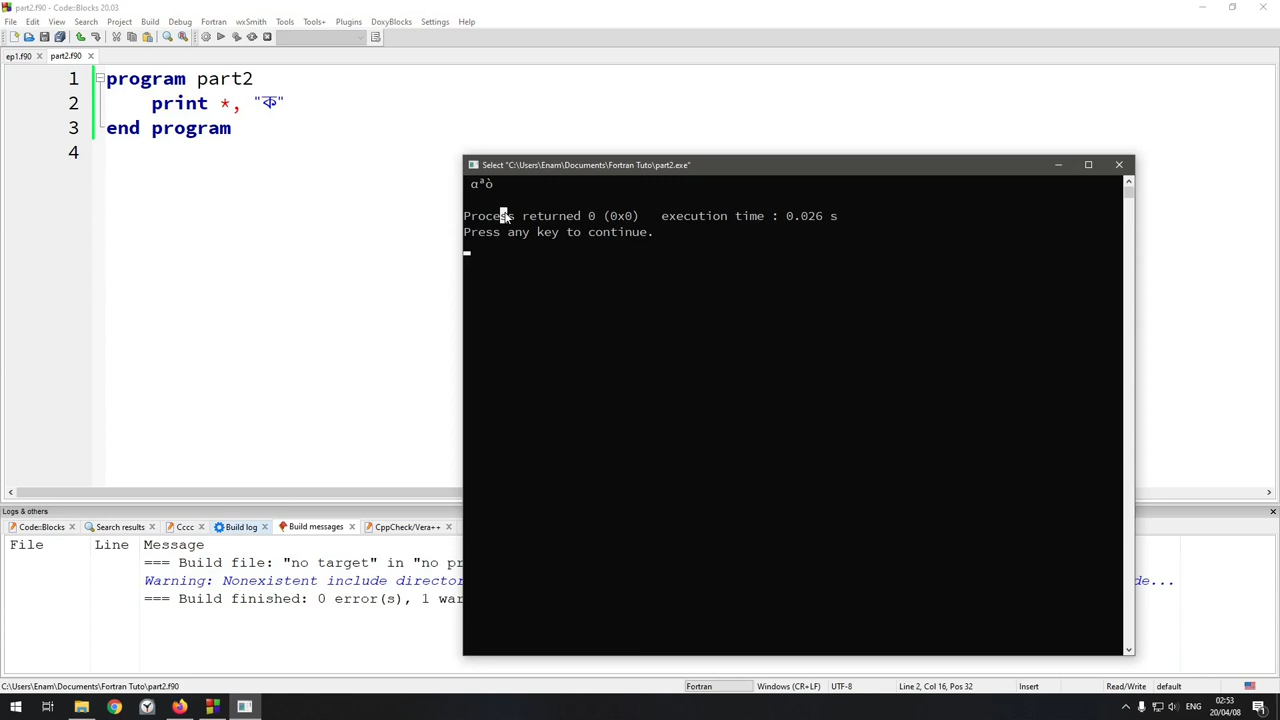 part2.f90 - Code::Blocks 20.03
File Edit View Search Project Build Debug Fortran wxSmith Tools Tools+ Plugins DoxyBlocks Settings Help
ep1.f90 part2.f90
1 program part2
2 print *, "ক"
3 end program
4
Select "C:\Users\Enam\Documents\Fortran Tuto\part2.exe"
αªò
Process returned 0 (0x0) execution time : 0.026 s
Press any key to continue.
Logs & others
Code::Blocks Search results Cccc Build log Build messages CppCheck/Vera++
File Line Message
=== Build file: "no target" in "no pr
Warning: Nonexistent include director de...
=== Build finished: 0 error(s), 1 war
C:\Users\Enam\Documents\Fortran Tuto\part2.f90 Fortran Windows (CR+LF) UTF-8 Line 2, Col 16, Pos 32 Insert Read/Write default
ENG 02:53
20/04/08